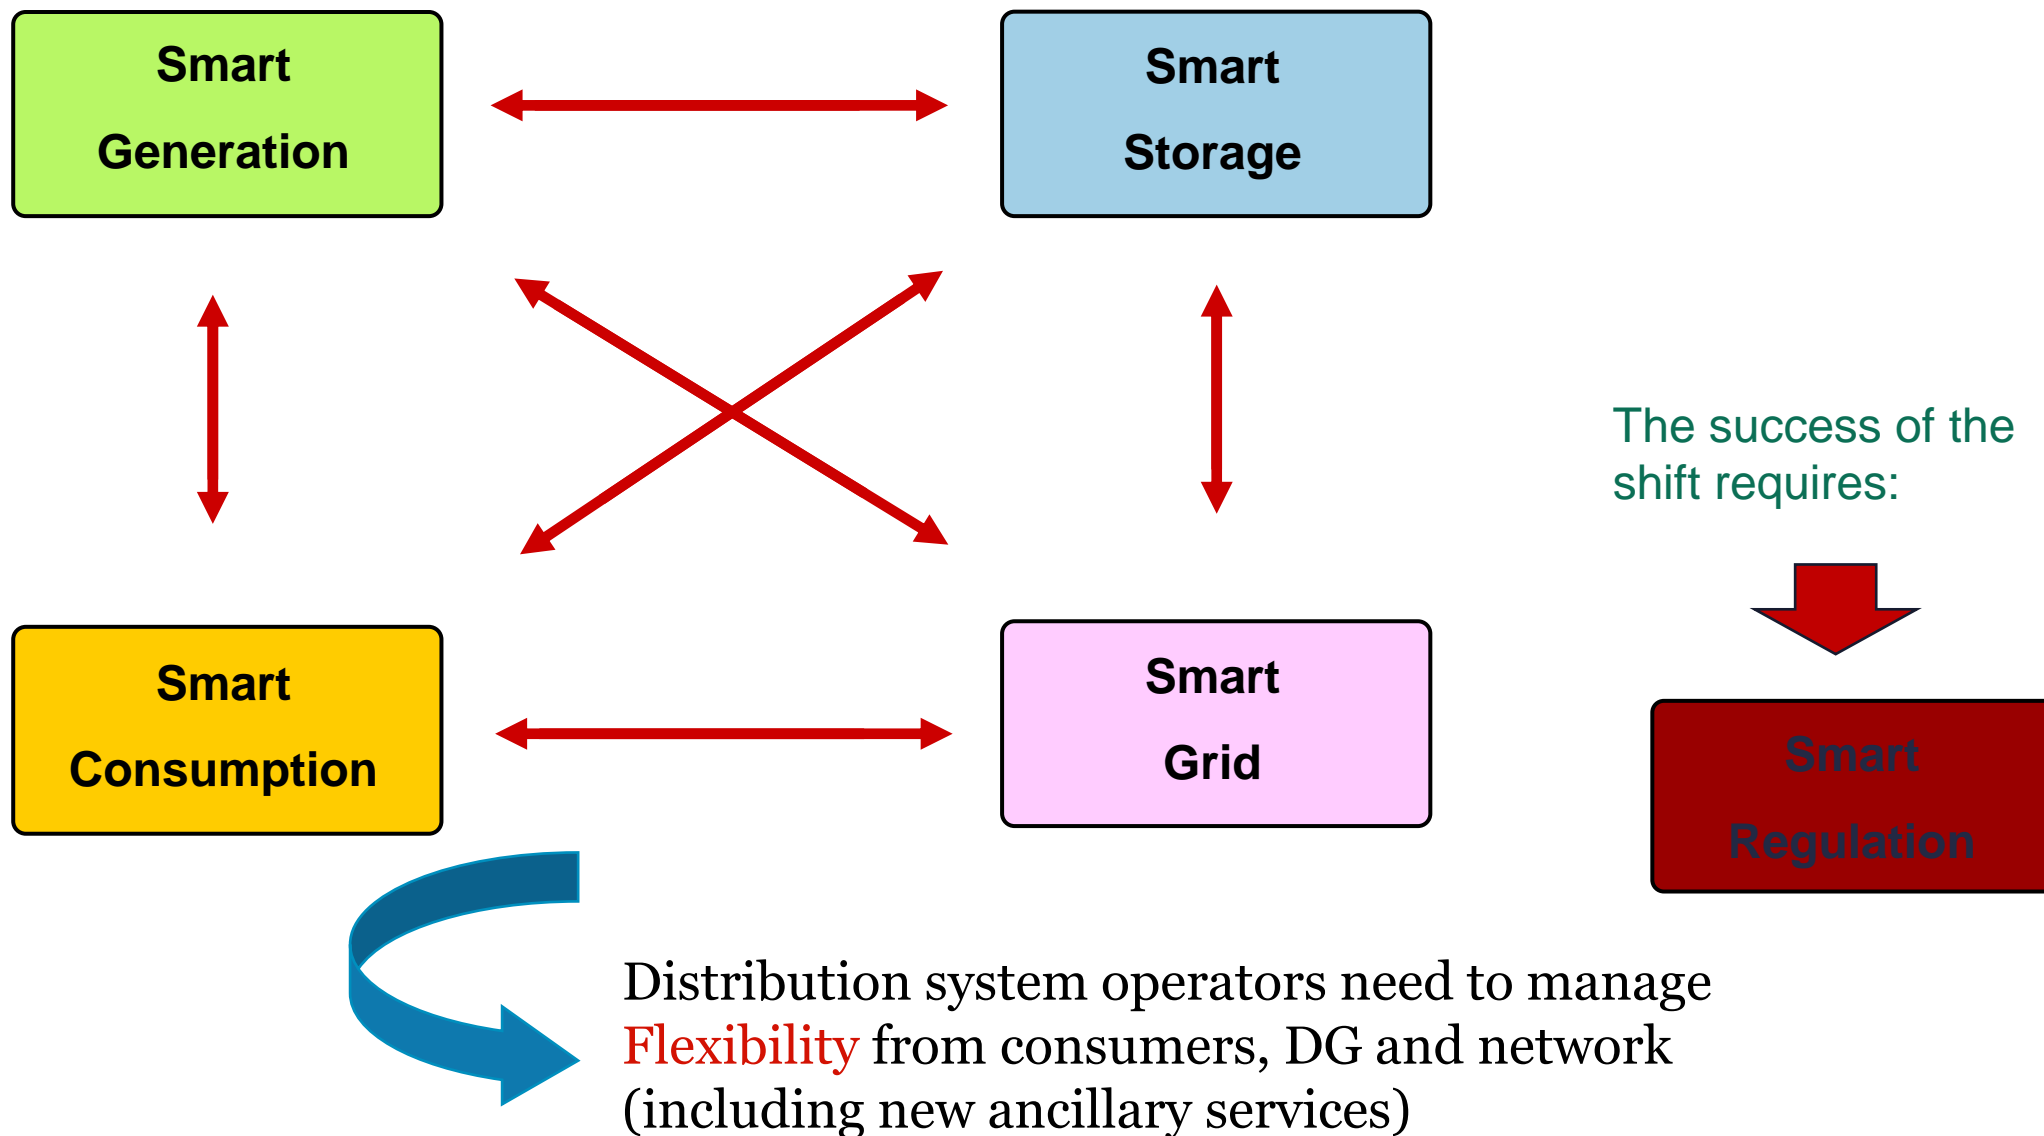 Smart
Generation
Smart
Storage
The success of the
shift requires:
Smart
Consumption
Smart
Grid
Smart
Regulation
Distribution system operators need to manage
Flexibility from consumers, DG and network
(including new ancillary services)